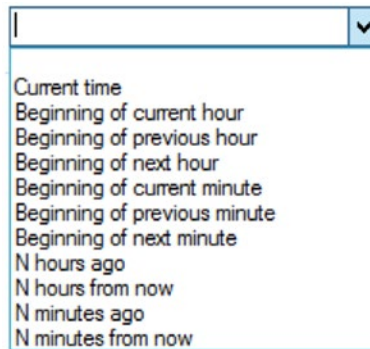 Current time
Beginning of current hour
Beginning of previous hour
Beginning of next hour
Beginning of current minute
Beginning of previous minute
Beginning of next minute
N hours ago
N hours from now
N minutes ago
N minutes from now